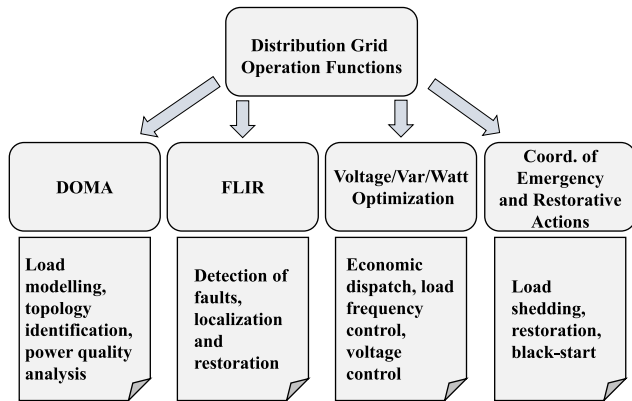 Distribution Grid
Operation Functions
DOMA
FLIR
Voltage/Var/Watt
Optimization
Coord. of
Emergency
and Restorative
Actions
Load
modelling,
topology
identification,
power quality
analysis
Detection of
faults,
localization
and
restoration
Economic
dispatch, load
frequency
control,
voltage
control
Load
shedding,
restoration,
black-start